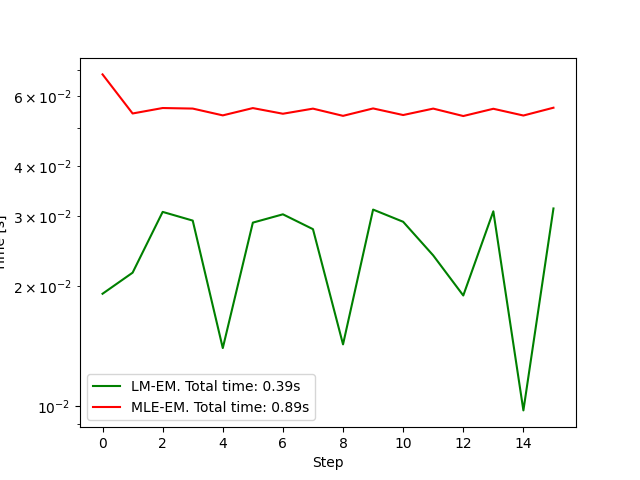 6 × 10⁻²
4 × 10⁻²
3 × 10⁻²
2 × 10⁻²
10⁻²
[s]
LM-EM. Total time: 0.39s
MLE-EM. Total time: 0.89s
0 2 4 6 8 10 12 14
Step